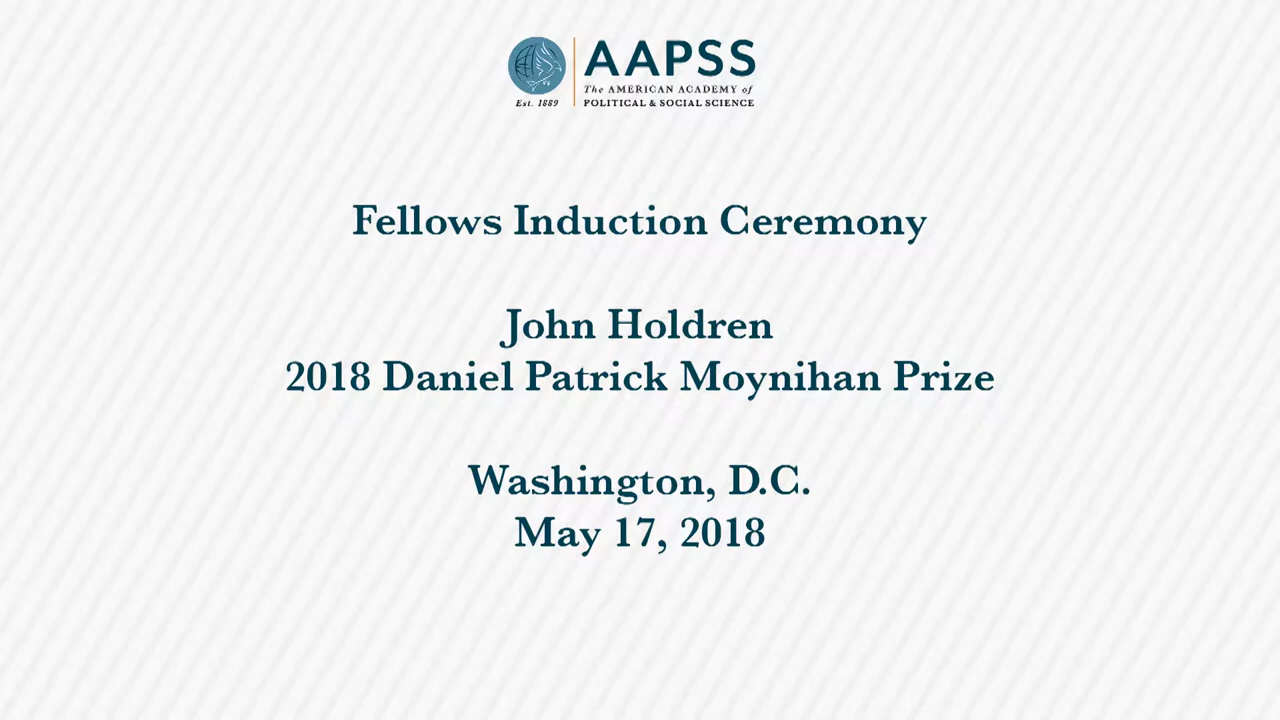 AAPSS
The AMERICAN ACADEMY of
Est. 1889
POLITICAL & SOCIAL SCIENCE
Fellows Induction Ceremony
John Holdren
2018 Daniel Patrick Moynihan Prize
Washington, D.C.
May 17, 2018